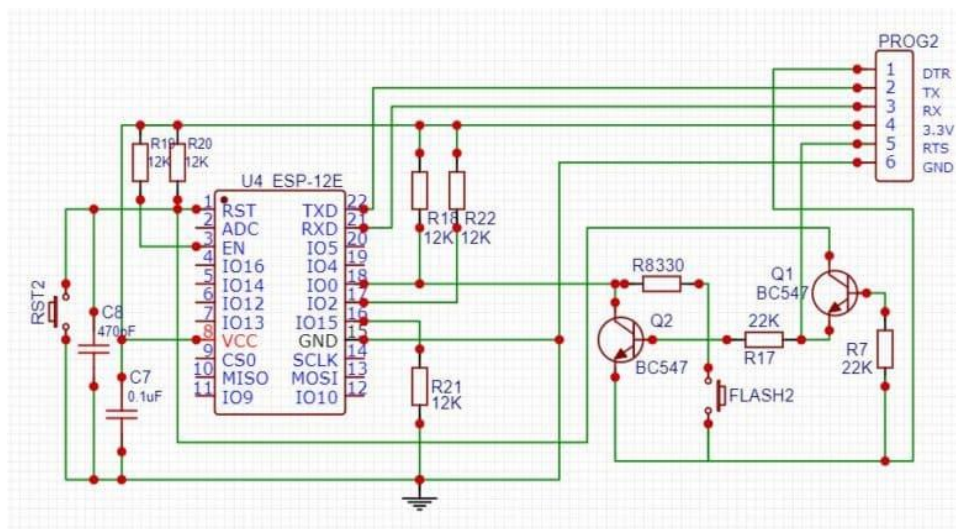 PROG2
1 DTR
2 TX
3 RX
4 3.3V
5 RTS
6 GND
R19
12K
R20
12K
U4 ESP-12E
1 RST
2 ADC
3 EN
4 IO16
5 IO14
6 IO12
7 IO13
8 VCC
9 CS0
10 MISO
11 IO9
TXD 22
RXD 21
IO5 20
IO4 19
IO0 18
IO2 17
IO15 16
GND 15
SCLK 14
MOSI 13
IO10 12
R18
12K
R22
12K
RST2
C8
C7
0.1uF
R21
12K
R8330
Q2
BC547
22K
R17
FLASH2
Q1
BC547
R7
22K